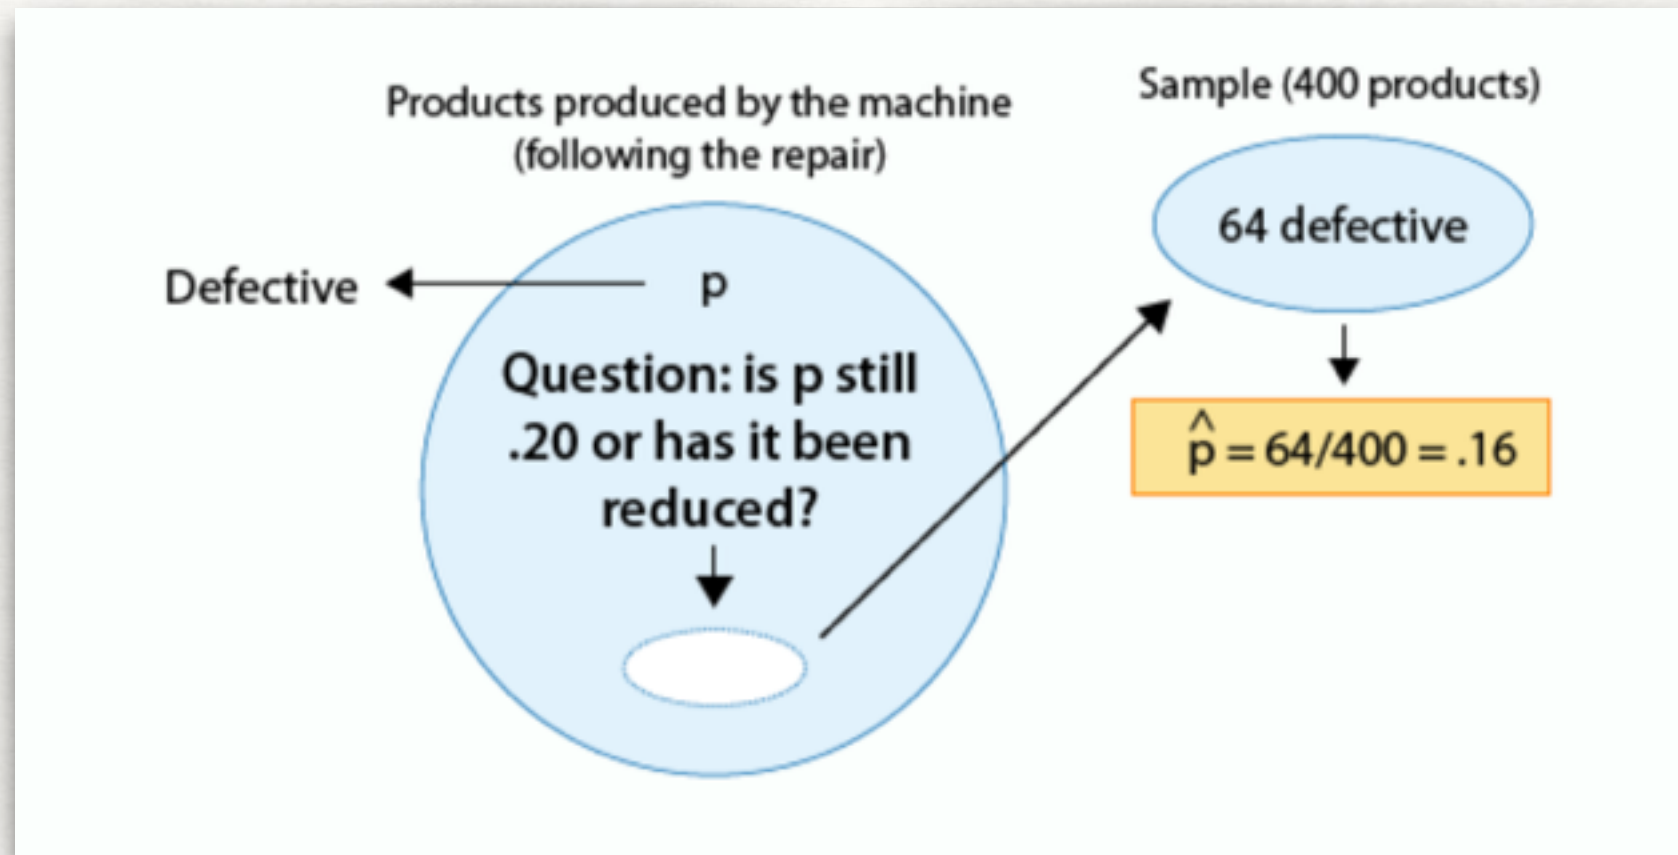 Products produced by the machine
(following the repair)
Sample (400 products)
64 defective
Defective
p
Question: is p still
.20 or has it been
reduced?
p̂ = 64/400 = .16